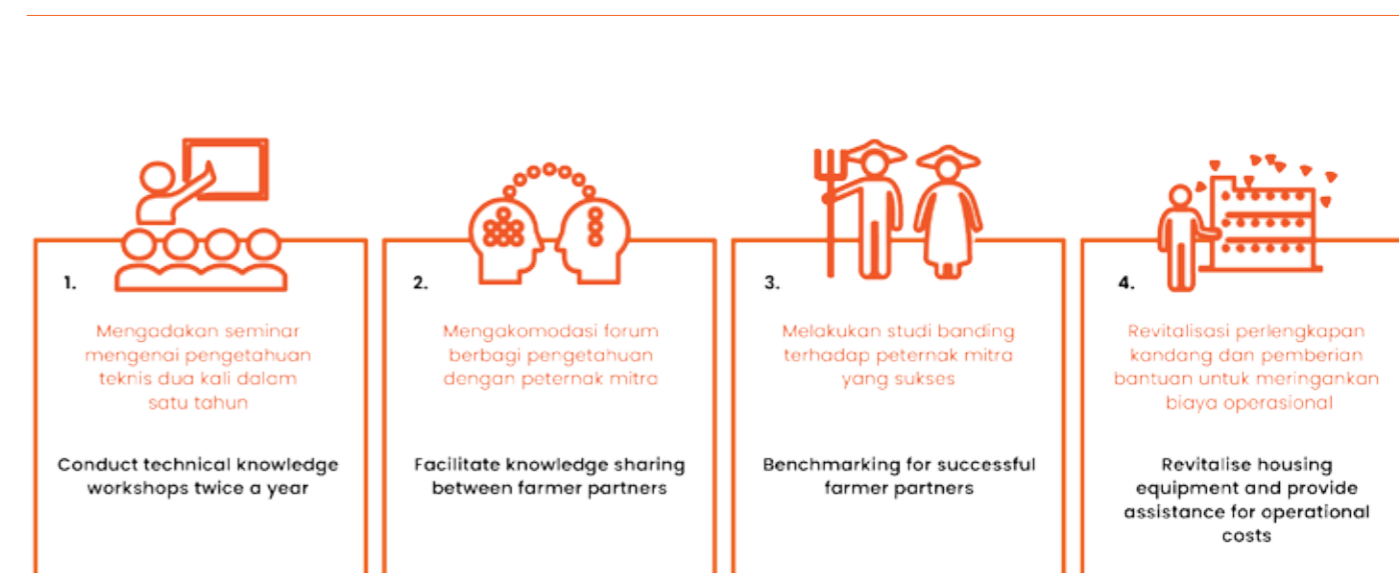 1.
Mengadakan seminar
mengenai pengetahuan
teknis dua kali dalam
satu tahun
Conduct technical knowledge
workshops twice a year
2.
Mengakomodasi forum
berbagi pengetahuan
dengan peternak mitra
Facilitate knowledge sharing
between farmer partners
3.
Melakukan studi banding
terhadap peternak mitra
yang sukses
Benchmarking for successful
farmer partners
4.
Revitalisasi perlengkapan
kandang dan pemberian
bantuan untuk meringankan
biaya operasional
Revitalise housing
equipment and provide
assistance for operational
costs